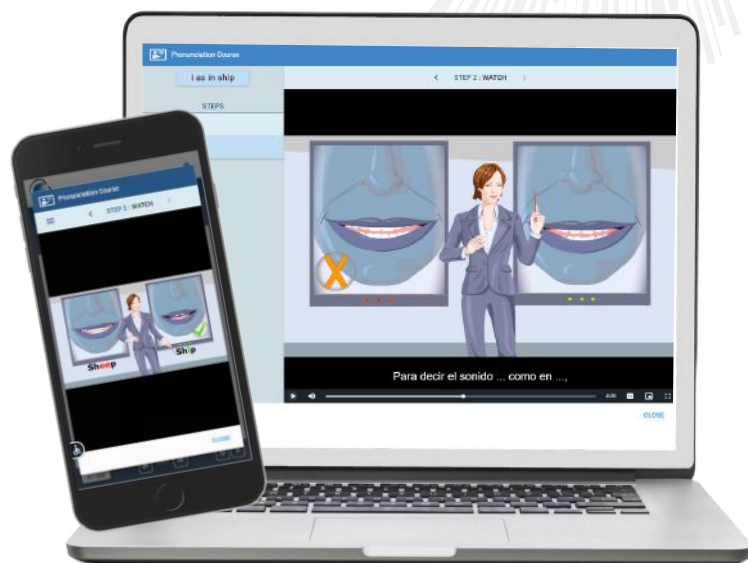 Pronunciation Course
i as in ship
STEPS
STEP 2 : WATCH
Para decir el sonido ... como en ...,
CLOSE
Pronunciation Course
STEP 2 : WATCH
Sheep
Ship
CLOSE